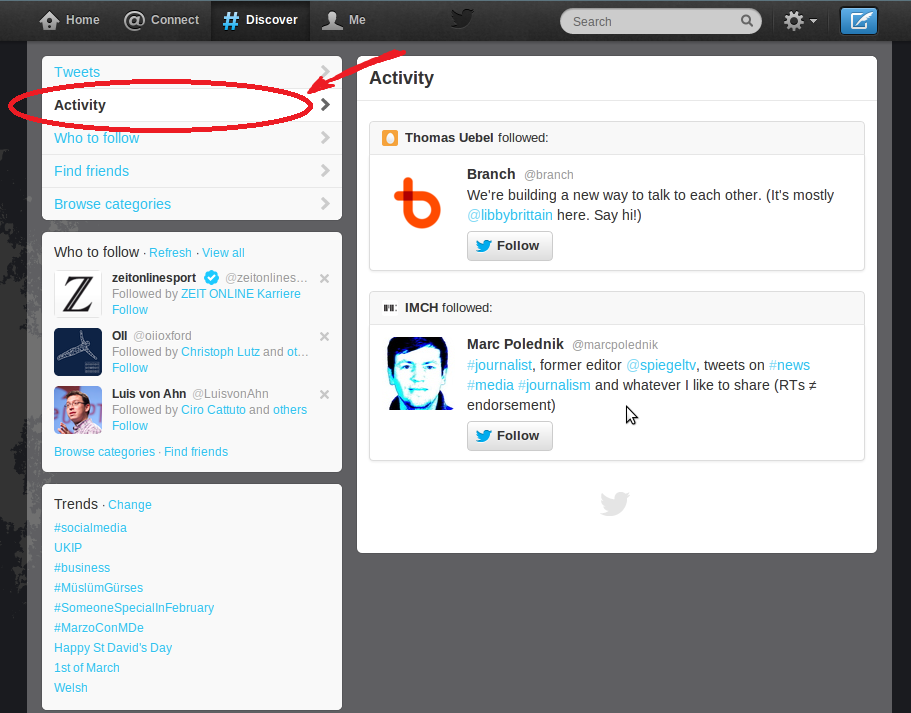 Home
Connect
# Discover
Me
Search
Tweets
Activity
Who to follow
Find friends
Browse categories
Who to follow · Refresh · View all
zeitonlinesport @zeitonlines...
Followed by ZEIT ONLINE Karriere
Follow
OII @oiioxford
Followed by Christoph Lutz and ot...
Follow
Luis von Ahn @LuisvonAhn
Followed by Ciro Cattuto and others
Follow
Browse categories · Find friends
Trends · Change
#socialmedia
UKIP
#business
#MüslümGürses
#SomeoneSpecialInFebruary
#MarzoConMDe
Happy St David's Day
1st of March
Welsh
Activity
Thomas Uebel followed:
Branch @branch
We're building a new way to talk to each other. (It's mostly
@libbybrittain here. Say hi!)
Follow
IMCH followed:
Marc Polednik @marcpolednik
#journalist, former editor @spiegeltv, tweets on #news
#media #journalism and whatever I like to share (RTs ≠
endorsement)
Follow